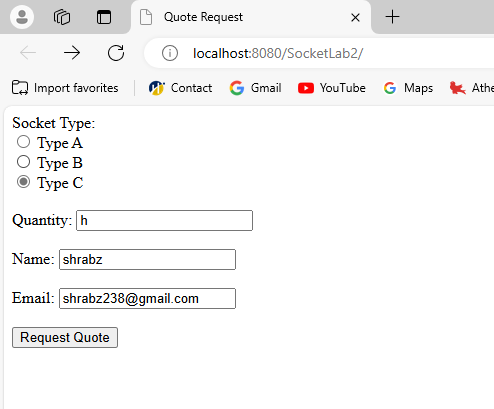 Quote Request
localhost:8080/SocketLab2/
Import favorites Contact Gmail YouTube Maps Athe
Socket Type:
Type A
Type B
Type C
Quantity: h
Name: shrabz
Email: shrabz238@gmail.com
Request Quote